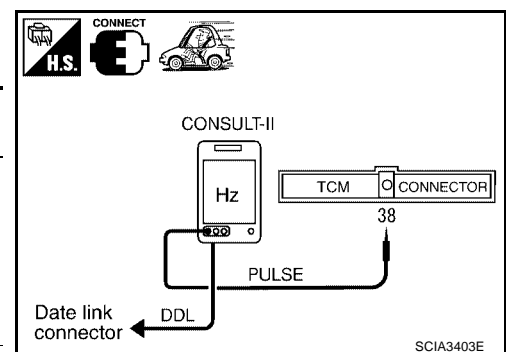 CONNECT
H.S.
CONSULT-II
Hz
TCM
CONNECTOR
38
PULSE
DDL
Date link
connector
SCIA3403E